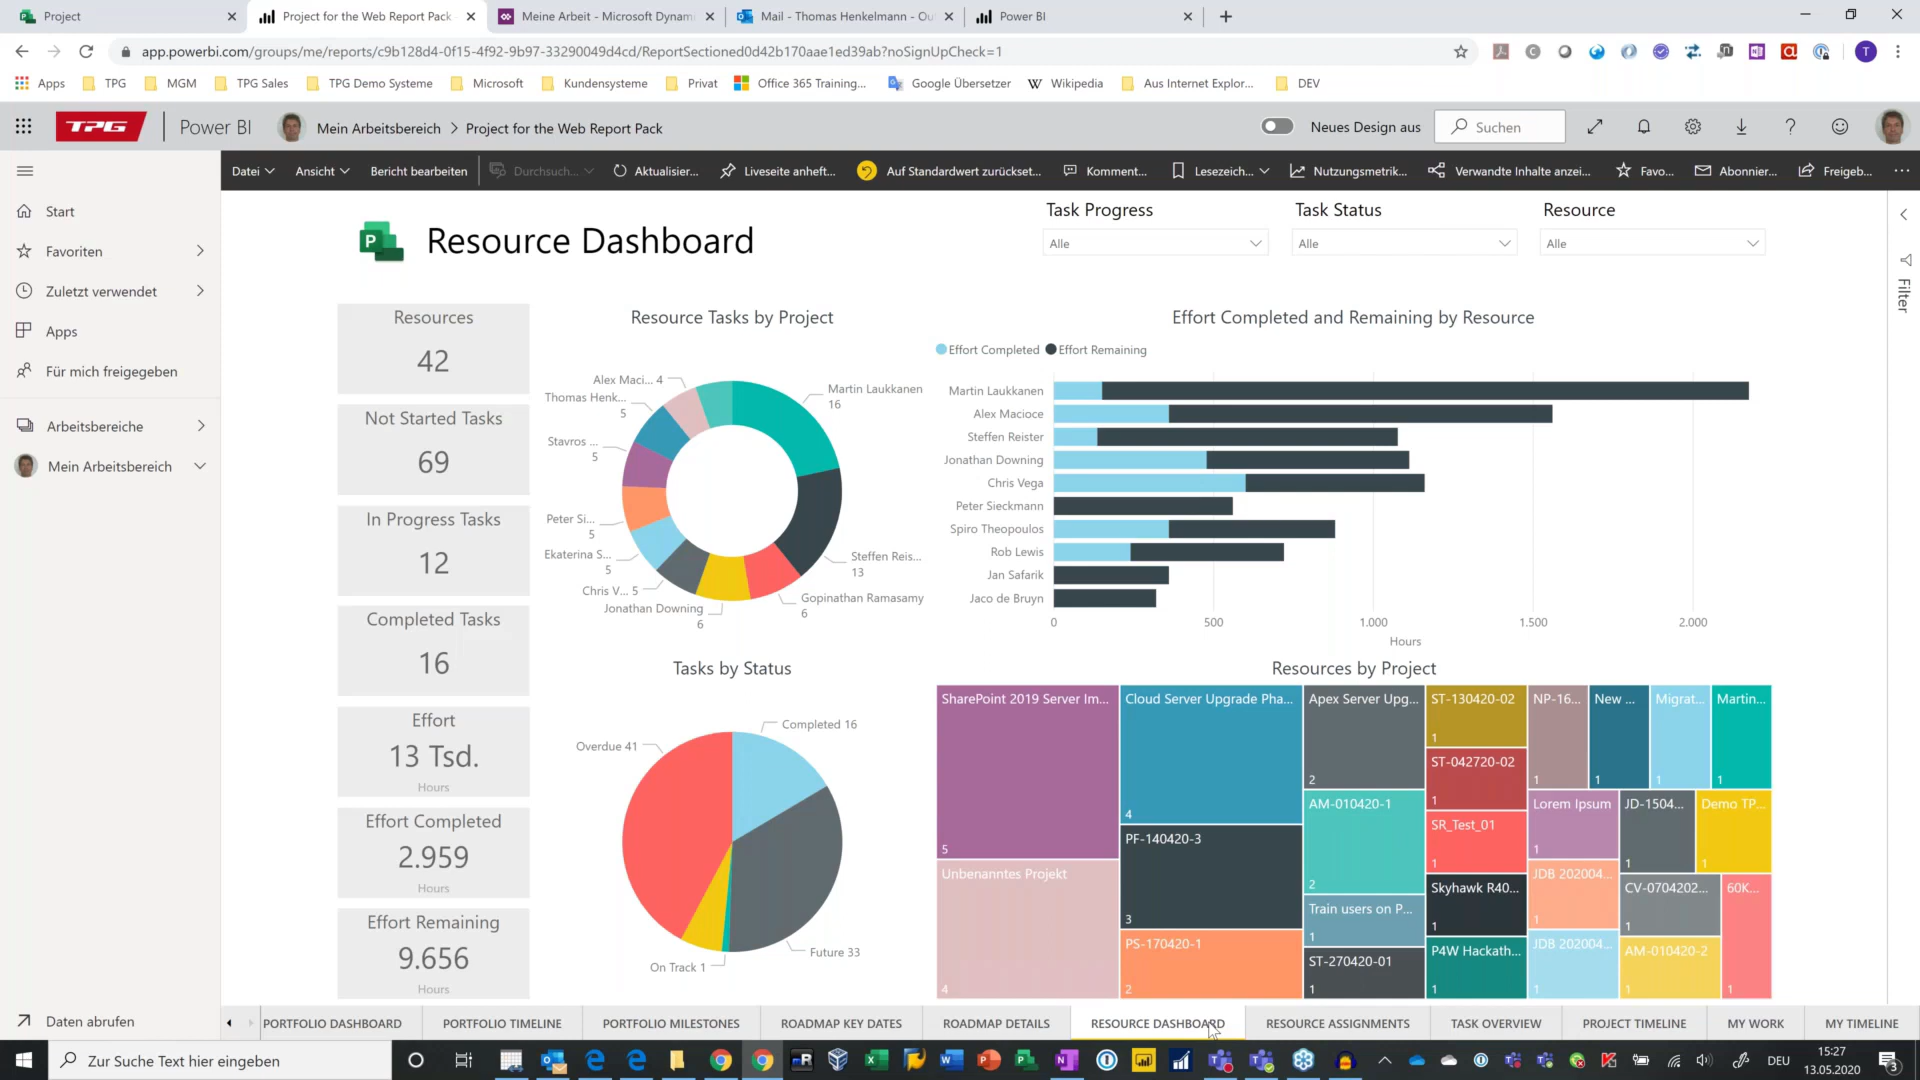 Project
Project for the Web Report Pack
Meine Arbeit - Microsoft Dynam
Mail - Thomas Henkelmann - Ou
Power BI
app.powerbi.com/groups/me/reports/c9b128d4-0f15-4f92-9b97-33290049d4cd/ReportSectioned0d42b170aae1ed39ab?noSignUpCheck=1
Apps
TPG
MGM
TPG Sales
TPG Demo Systeme
Microsoft
Kundensysteme
Privat
Office 365 Training...
Google Übersetzer
Wikipedia
Aus Internet Explor...
DEV
TPG
Power BI
Mein Arbeitsbereich > Project for the Web Report Pack
Neues Design aus
Suchen
Datei
Ansicht
Bericht bearbeiten
Durchsuch...
Aktualisier...
Liveseite anheft...
Auf Standardwert zurückset...
Komment...
Lesezeich...
Nutzungsmetrik...
Verwandte Inhalte anzei...
Favo...
Abonnier...
Freigeb...
Start
Favoriten
Zuletzt verwendet
Apps
Für mich freigegeben
Arbeitsbereiche
Mein Arbeitsbereich
Daten abrufen
Resource Dashboard
Task Progress
Alle
Task Status
Alle
Resource
Alle
Filter
Resources
42
Not Started Tasks
69
In Progress Tasks
12
Completed Tasks
16
Effort
13 Tsd.
Hours
Effort Completed
2.959
Hours
Effort Remaining
9.656
Hours
Resource Tasks by Project
Alex Maci... 4
Thomas Henk...
5
Stavros ...
5
Peter Si...
5
Ekaterina S...
5
Chris V... 5
Jonathan Downing
6
Martin Laukkanen
16
Steffen Reis...
13
Gopinathan Ramasamy
6
Effort Completed and Remaining by Resource
Effort Completed
Effort Remaining
Martin Laukkanen
Alex Macioce
Steffen Reister
Jonathan Downing
Chris Vega
Peter Sieckmann
Spiro Theopoulos
Rob Lewis
Jan Safarik
Jaco de Bruyn
0
500
1.000
1.500
2.000
Hours
Tasks by Status
Completed 16
Overdue 41
On Track 1
Future 33
Resources by Project
SharePoint 2019 Server Im...
5
Unbenanntes Projekt
4
Cloud Server Upgrade Pha...
4
PF-140420-3
3
PS-170420-1
2
Apex Server Upg...
2
AM-010420-1
2
Train users on P...
1
ST-270420-01
1
ST-130420-02
1
ST-042720-02
1
SR_Test_01
1
Skyhawk R40...
1
P4W Hackath...
1
NP-16...
1
New ...
1
Migrat...
1
Martin...
1
Lorem Ipsum
1
JD-1504...
1
Demo TP...
1
JDB 202004...
1
CV-0704202...
1
60K...
1
JDB 202004...
1
AM-010420-2
1
PORTFOLIO DASHBOARD
PORTFOLIO TIMELINE
PORTFOLIO MILESTONES
ROADMAP KEY DATES
ROADMAP DETAILS
RESOURCE DASHBOARD
RESOURCE ASSIGNMENTS
TASK OVERVIEW
PROJECT TIMELINE
MY WORK
MY TIMELINE
Zur Suche Text hier eingeben
DEU
15:27
13.05.2020
3